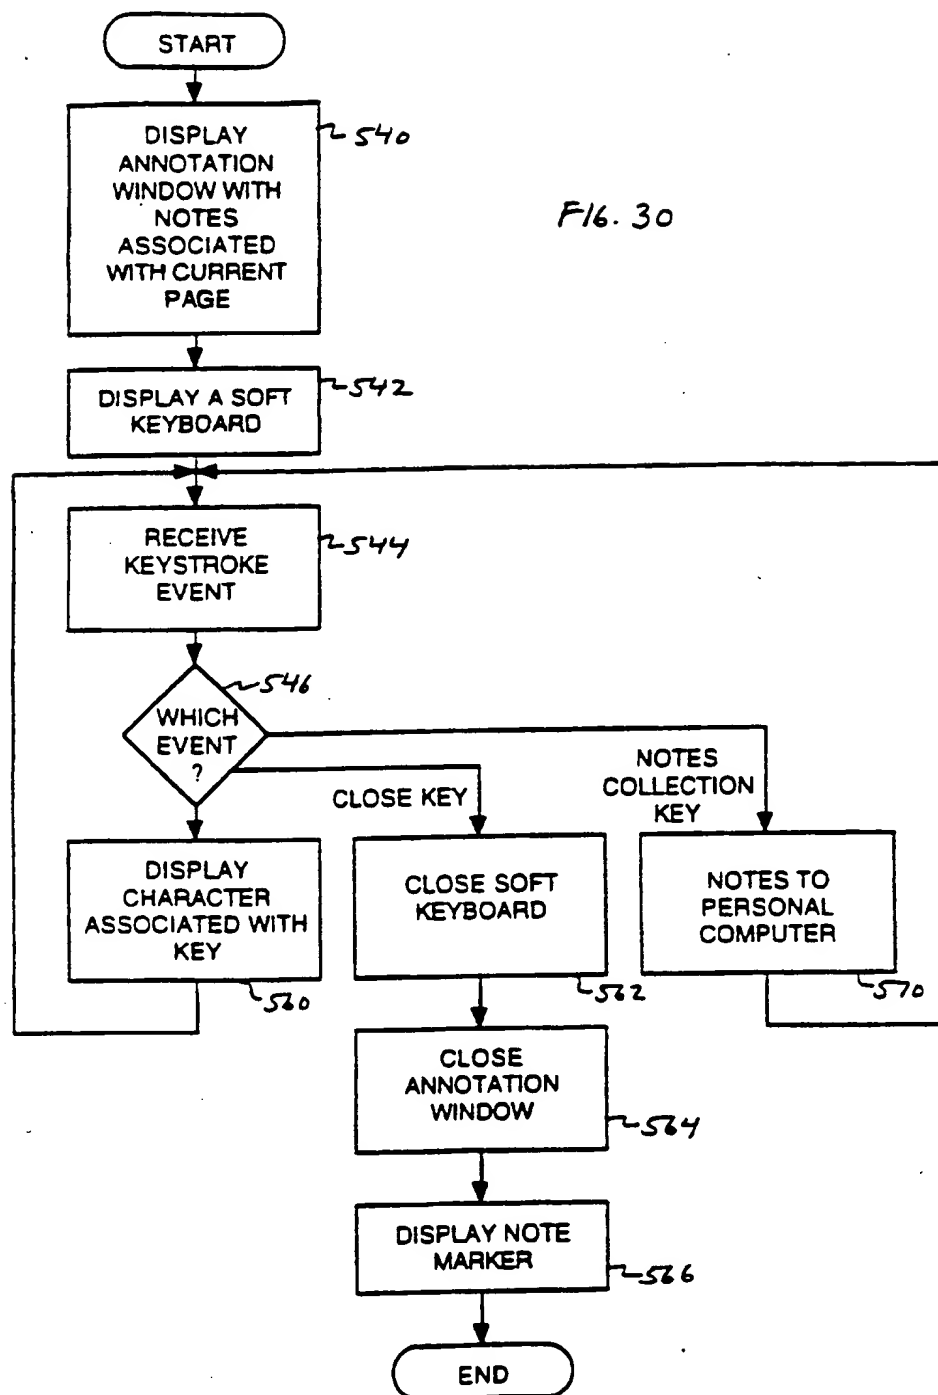 START
DISPLAY
ANNOTATION
WINDOW WITH
NOTES
ASSOCIATED
WITH CURRENT
PAGE
540
FIG. 30
DISPLAY A SOFT
KEYBOARD
542
RECEIVE
KEYSTROKE
EVENT
544
WHICH
EVENT
?
546
CLOSE KEY
NOTES
COLLECTION
KEY
DISPLAY
CHARACTER
ASSOCIATED WITH
KEY
560
CLOSE SOFT
KEYBOARD
562
NOTES TO
PERSONAL
COMPUTER
570
CLOSE
ANNOTATION
WINDOW
564
DISPLAY NOTE
MARKER
566
END